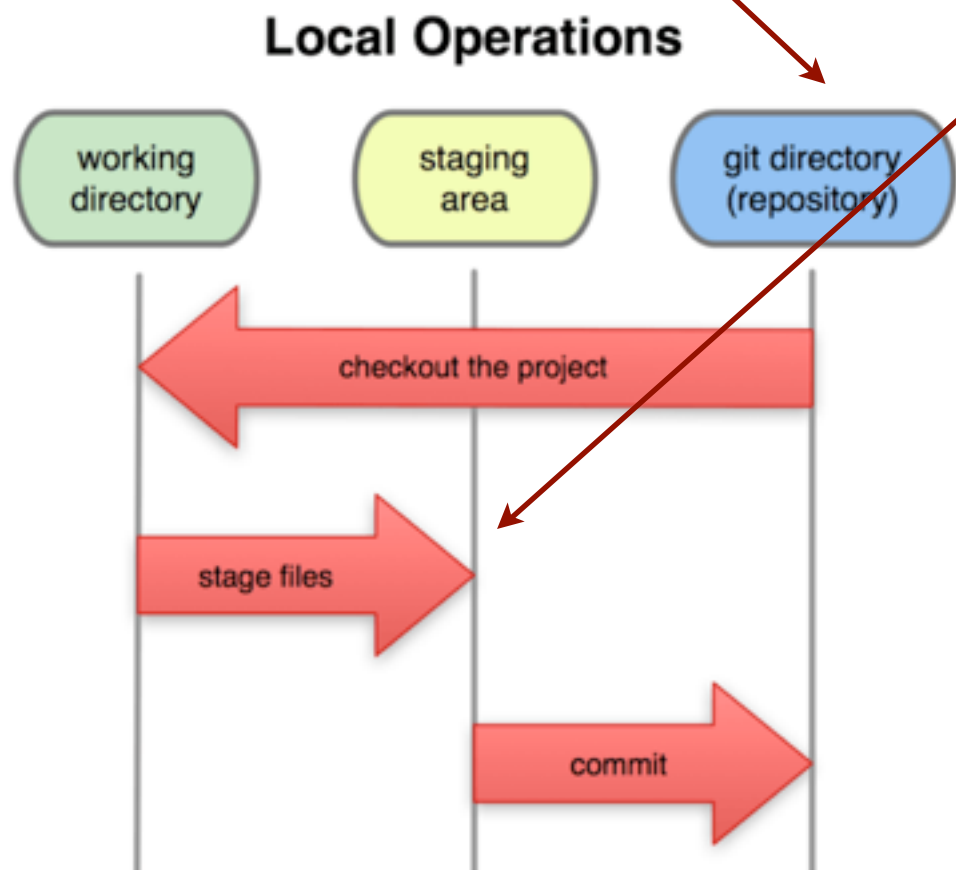 Local Operations
working
directory
staging
area
git directory
(repository)
checkout the project
stage files
commit